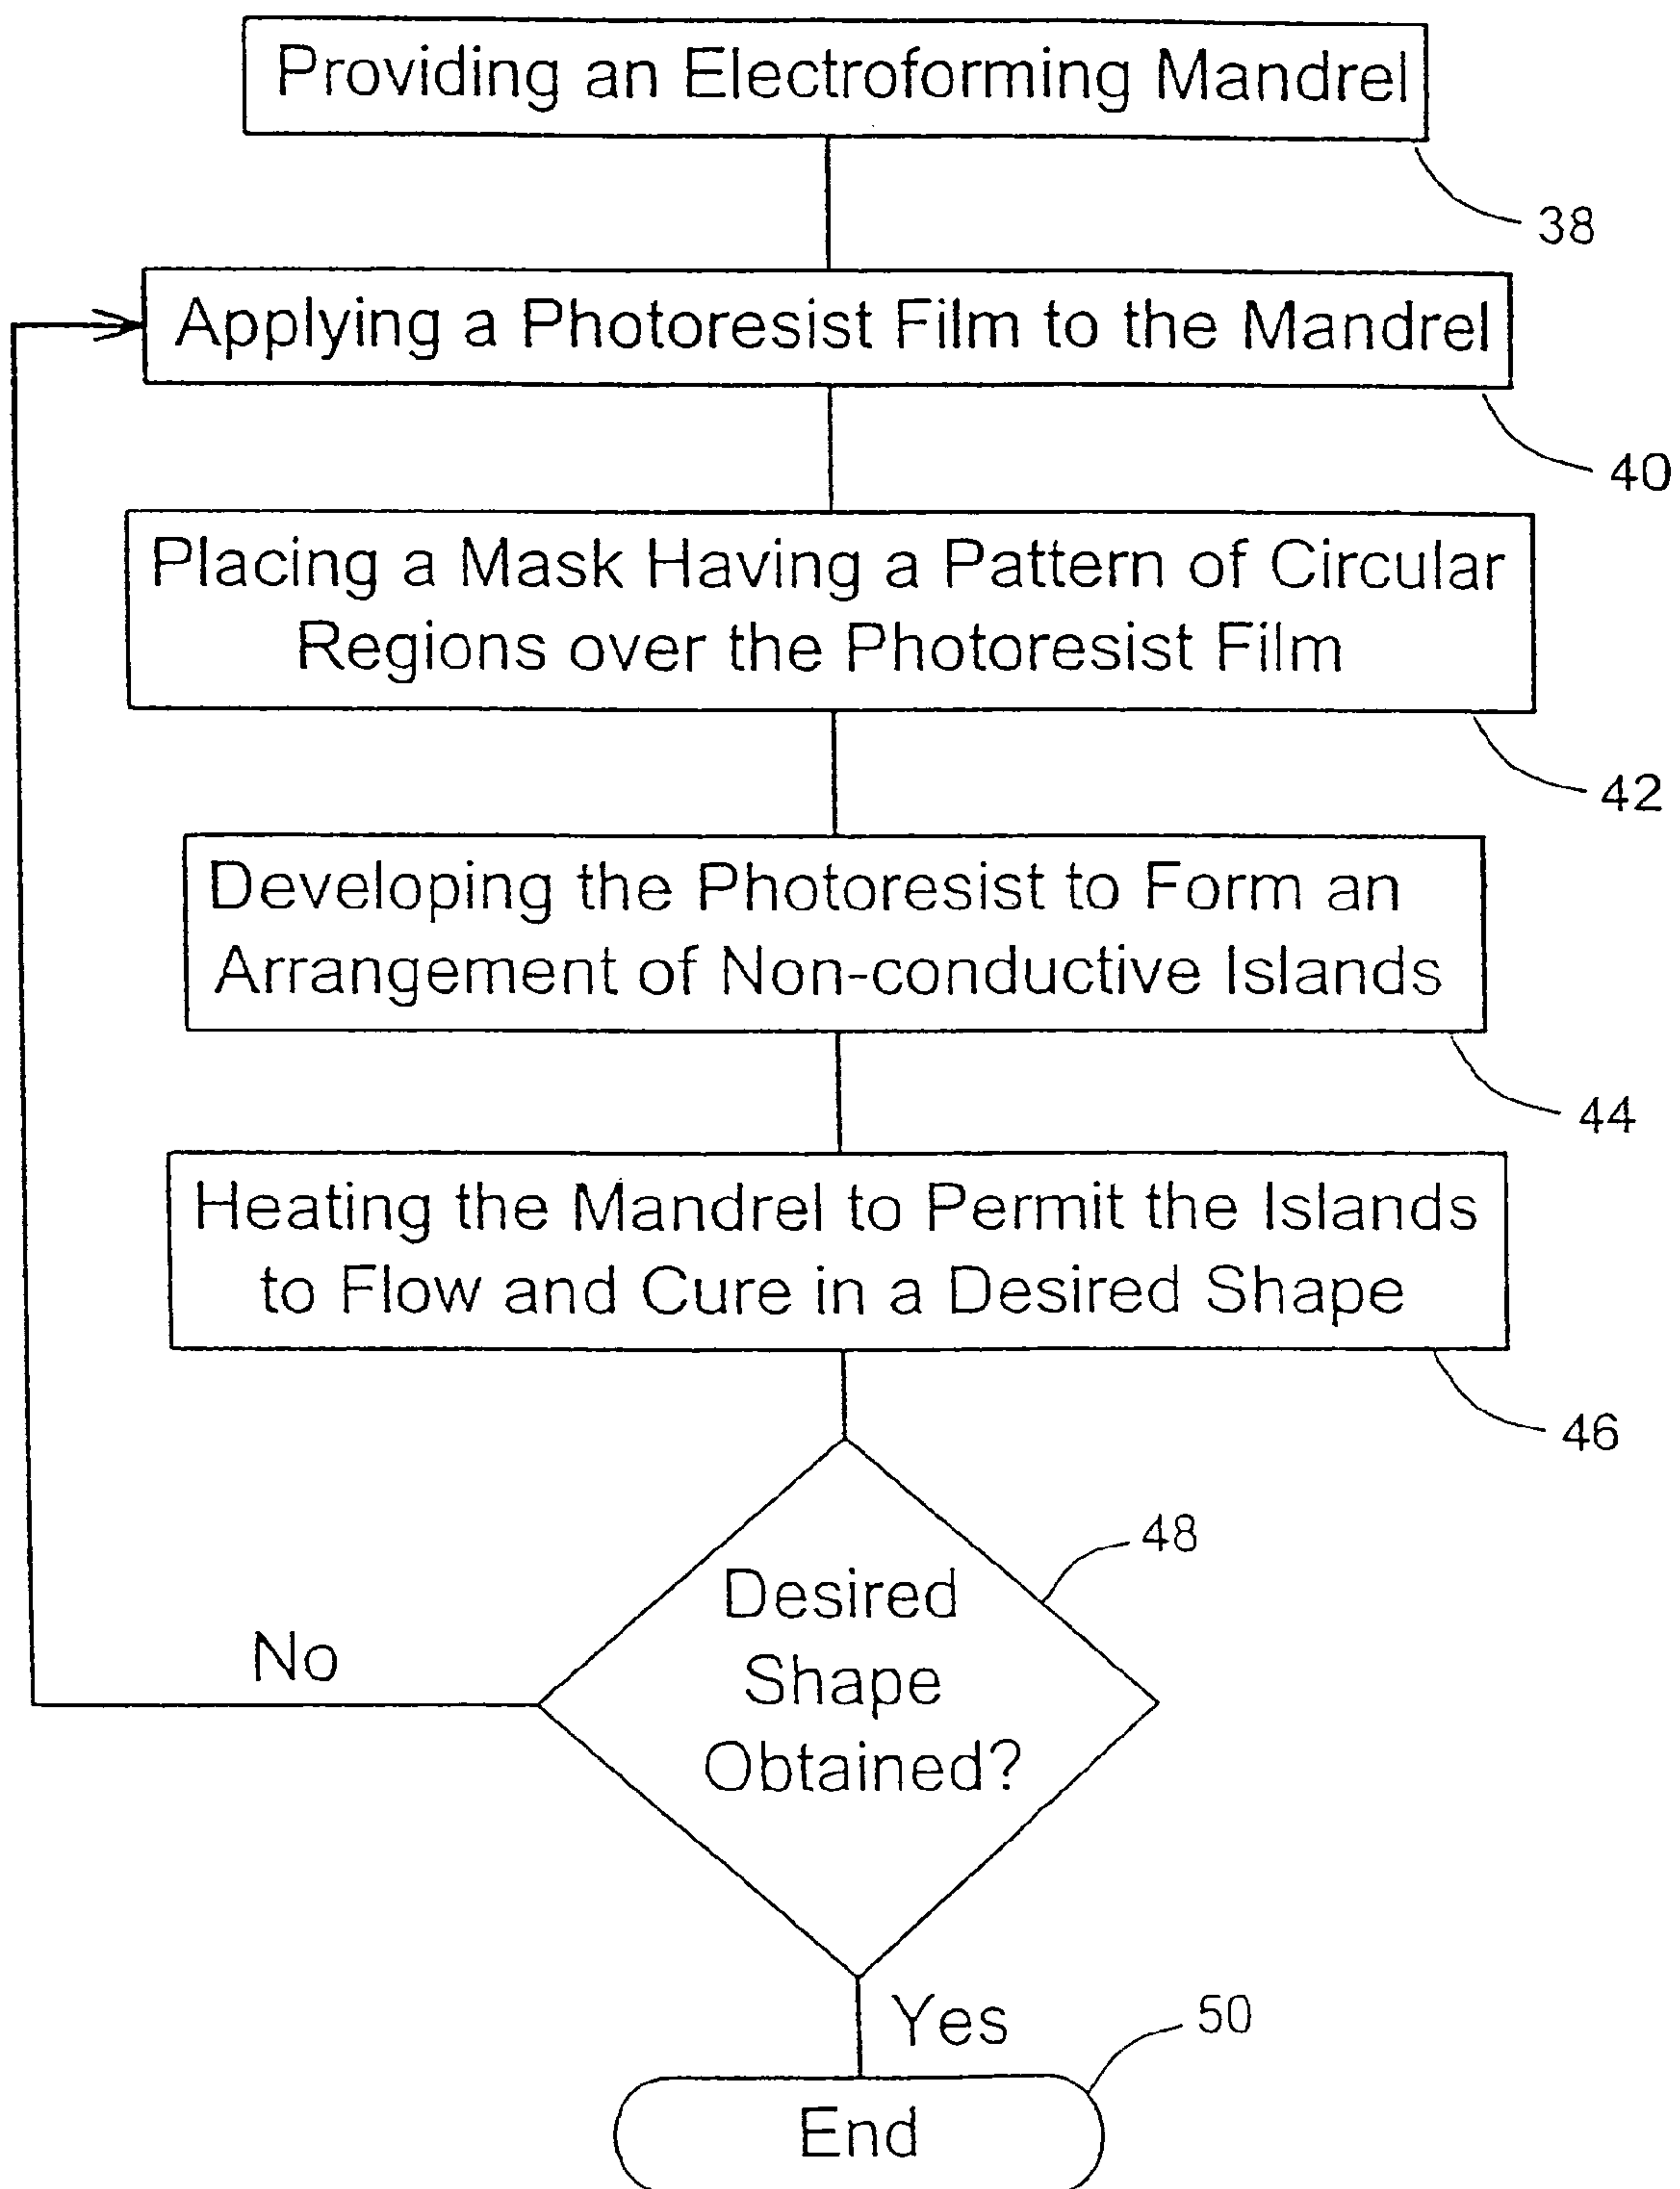 Providing an Electroforming Mandrel
38
Applying a Photoresist Film to the Mandrel
40
Placing a Mask Having a Pattern of Circular
Regions over the Photoresist Film
42
Developing the Photoresist to Form an
Arrangement of Non-conductive Islands
44
Heating the Mandrel to Permit the Islands
to Flow and Cure in a Desired Shape
46
48
Desired
Shape
Obtained?
No
Yes
50
End